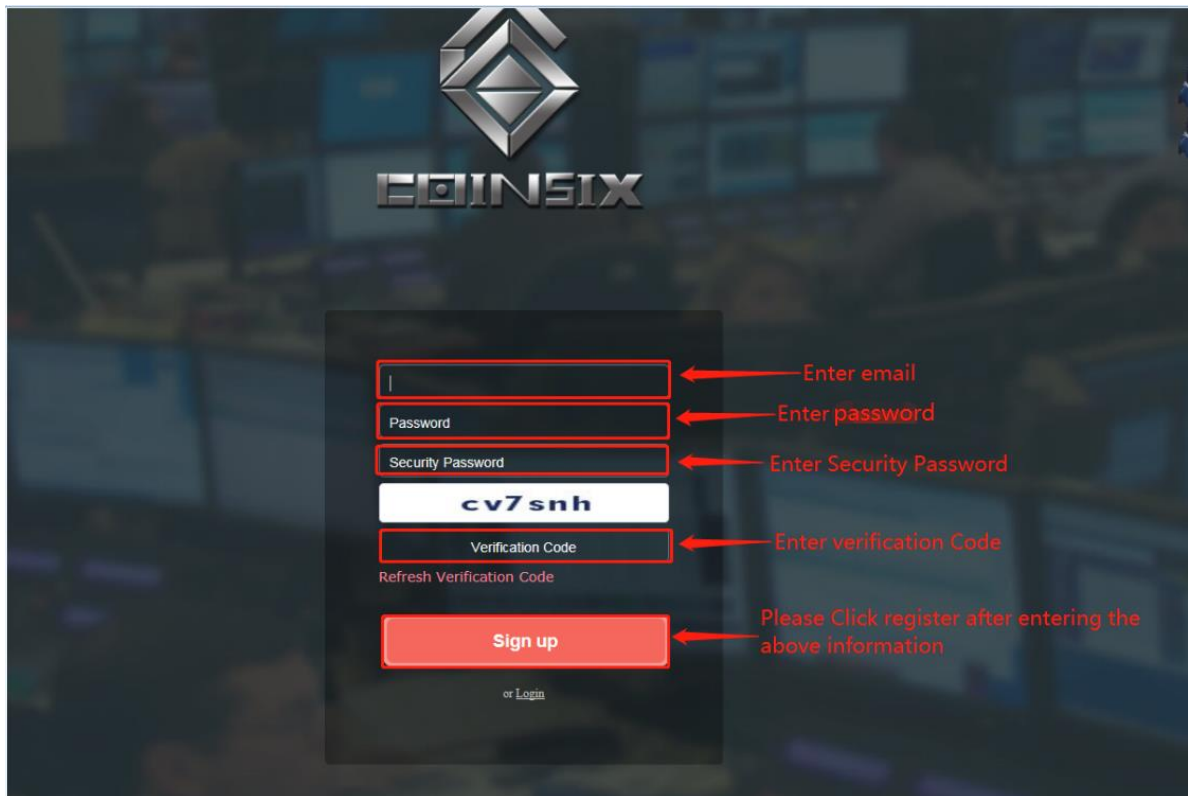 COINSIX
Enter email
Password
Enter password
Security Password
Enter Security Password
cv7snh
Verification Code
Enter verification Code
Refresh Verification Code
Sign up
Please Click register after entering the
above information
or Login